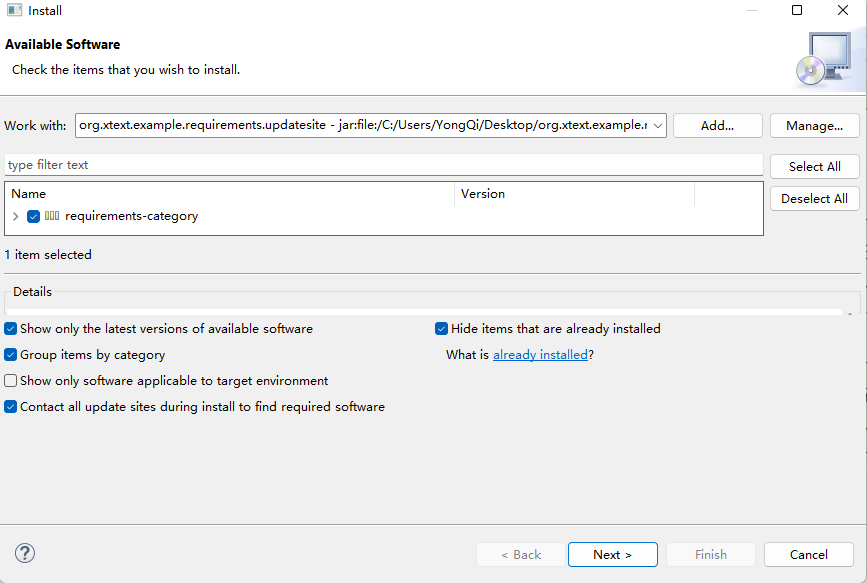 Install
Available Software
Check the items that you wish to install.
Work with: org.xtext.example.requirements.updatesite - jar:file:/C:/Users/YongQi/Desktop/org.xtext.example.r Add... Manage...
type filter text Select All
Name Version
Deselect All
requirements-category
1 item selected
Details
Show only the latest versions of available software Hide items that are already installed
Group items by category What is already installed?
Show only software applicable to target environment
Contact all update sites during install to find required software
? < Back Next > Finish Cancel